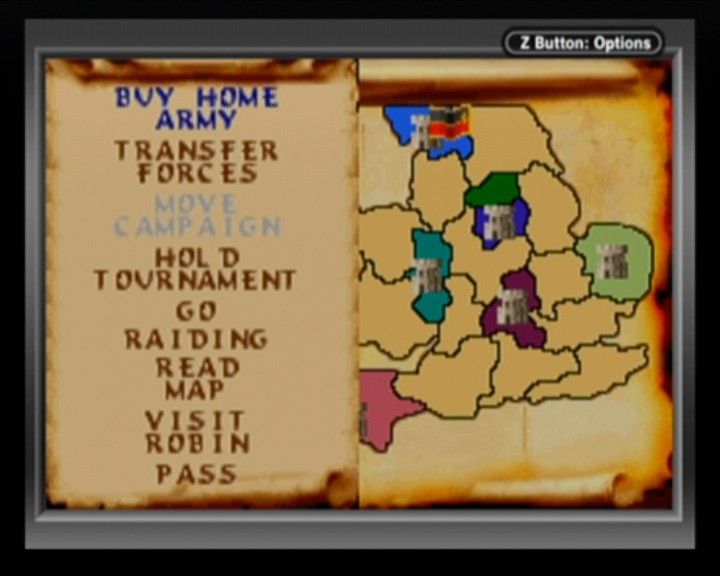 Z Button: Options
BUY HOME
ARMY
TRANSFER
FORCES
MOVE
CAMPAIGN
HOLD
TOURNAMENT
GO
RAIDING
READ
MAP
VISIT
ROBIN
PASS